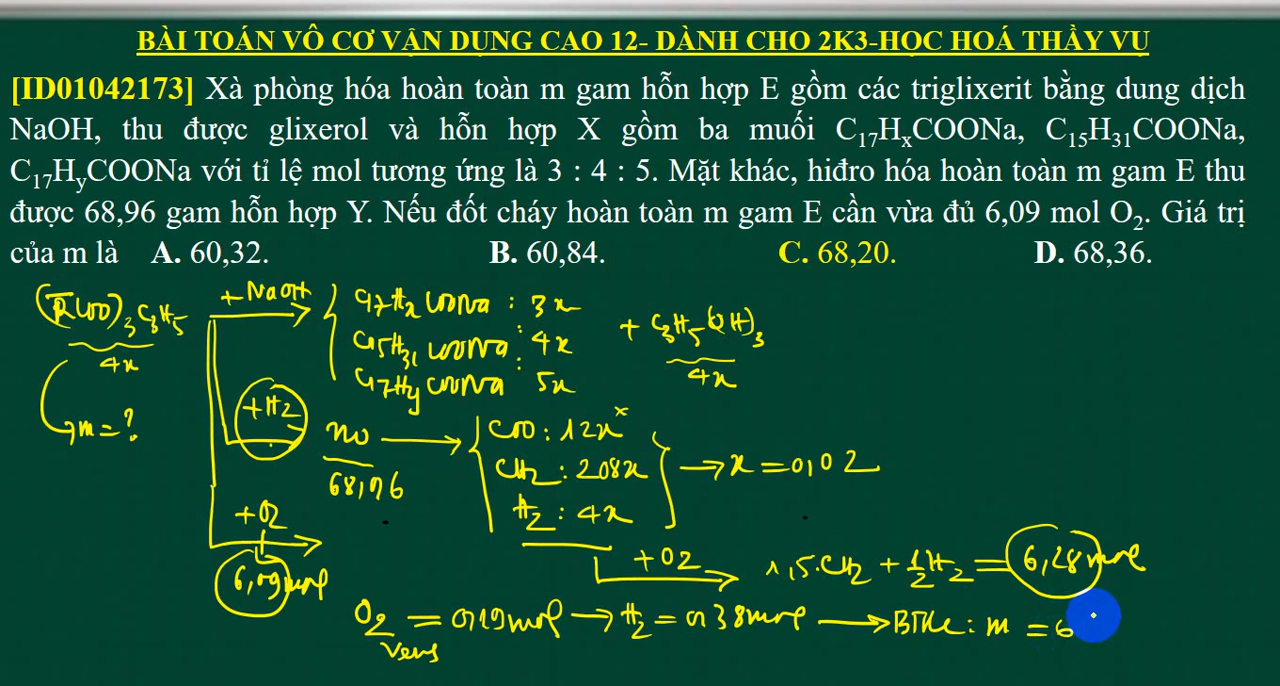 BÀI TOÁN VÔ CƠ VẬN DỤNG CAO 12- DÀNH CHO 2K3-HỌC HOÁ THẦY VỤ
[ID01042173] Xà phòng hóa hoàn toàn m gam hỗn hợp E gồm các triglixerit bằng dung dịch
NaOH, thu được glixerol và hỗn hợp X gồm ba muối C₁₇HₓCOONa, C₁₅H₃₁COONa,
C₁₇HᵧCOONa với tỉ lệ mol tương ứng là 3 : 4 : 5. Mặt khác, hiđro hóa hoàn toàn m gam E thu
được 68,96 gam hỗn hợp Y. Nếu đốt cháy hoàn toàn m gam E cần vừa đủ 6,09 mol O₂. Giá trị
của m là A. 60,32. B. 60,84. C. 68,20. D. 68,36.
(R̅COO)₃C₃H₅ +NaOH C₁₇HₓCOONa : 3x
4x C₁₅H₃₁COONa : 4x + C₃H₅(OH)₃
C₁₇HyCOONa : 5x 4x
m = ? +H₂
no COO : 12x
68,96 CH₂ : 208x → x = 0,02
H₂ : 4x
+O₂
6,09 mol +O₂ 1,5.CH₂ + 1/2 H₂ = 6,28 mol
O₂ = 0,19 mol → H₂ = 0,38 mol → BTKL : m = 6